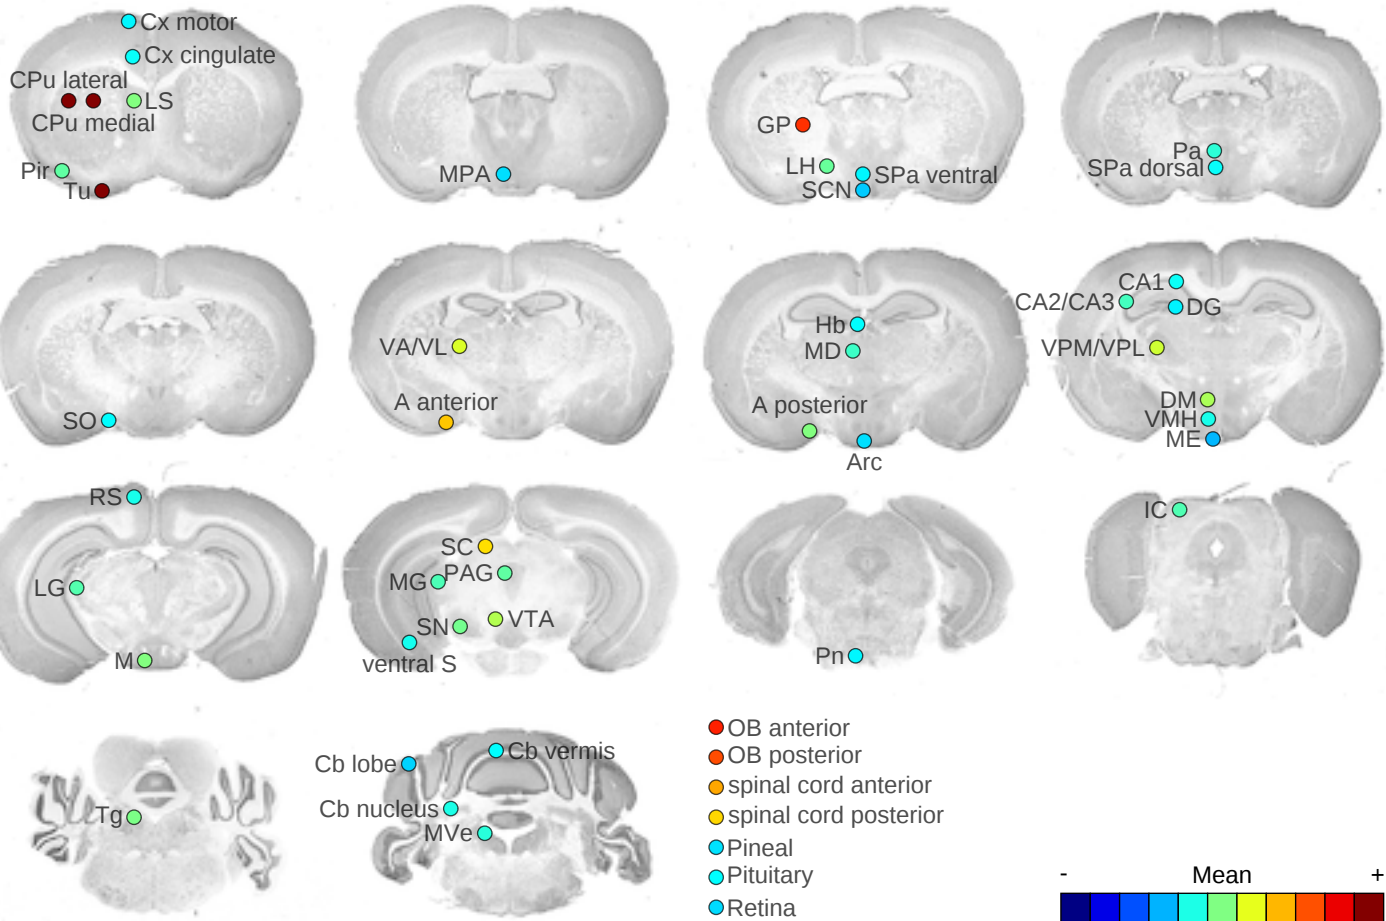 Cx motor
Cx cingulate
CPu lateral
LS
CPu medial
Pir
Tu
MPA
GP
LH
SPa ventral
SCN
Pa
SPa dorsal
SO
VA/VL
A anterior
Hb
MD
A posterior
Arc
CA1
CA2/CA3
DG
VPM/VPL
DM
VMH
ME
RS
LG
M
SC
MG
PAG
SN
VTA
ventral S
Pn
IC
Tg
Cb lobe
Cb vermis
Cb nucleus
MVe
OB anterior
OB posterior
spinal cord anterior
spinal cord posterior
Pineal
Pituitary
Retina
- Mean +